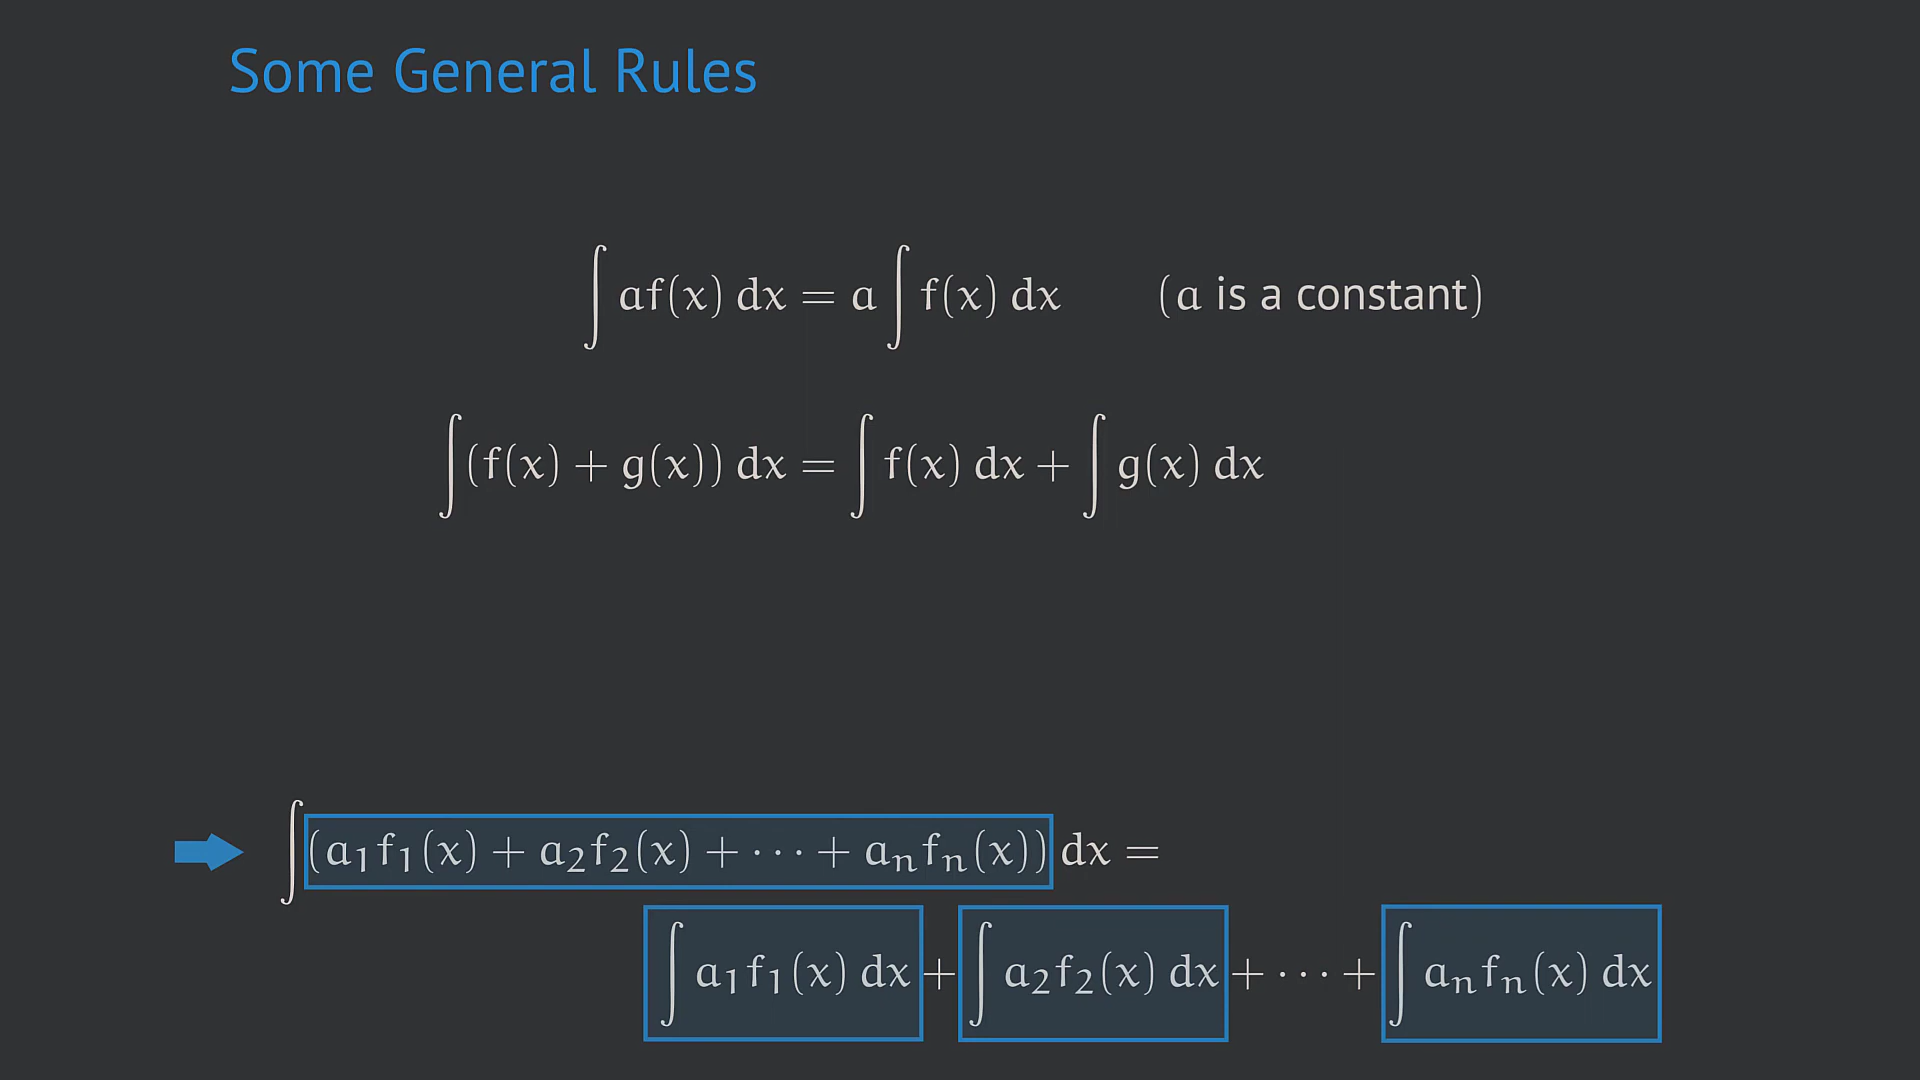 Some General Rules
∫ af(x) dx = a ∫ f(x) dx (a is a constant)
∫ (f(x) + g(x)) dx = ∫ f(x) dx + ∫ g(x) dx
∫ (a₁f₁(x) + a₂f₂(x) + · · · + aₙfₙ(x)) dx =
∫ a₁f₁(x) dx + ∫ a₂f₂(x) dx + · · · + ∫ aₙfₙ(x) dx